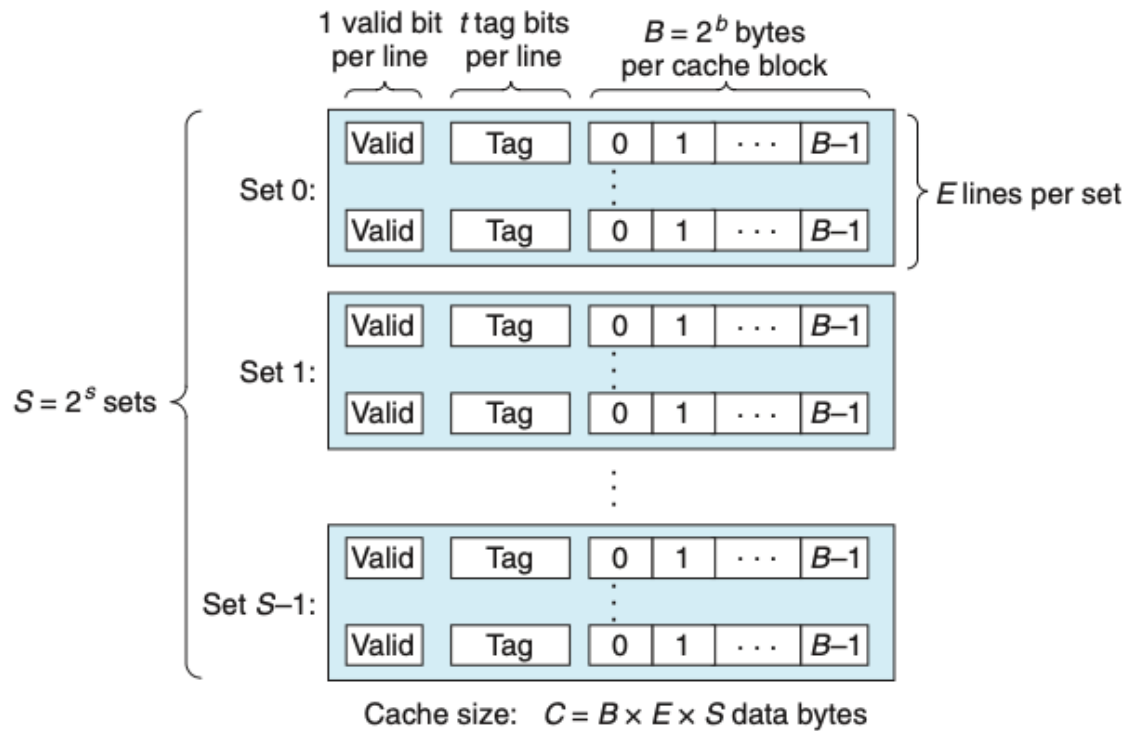 1 valid bit per line
t tag bits per line
B = 2^b bytes per cache block
Set 0:
Valid Tag 0 1 · · · B–1
Valid Tag 0 1 · · · B–1
E lines per set
Set 1:
Valid Tag 0 1 · · · B–1
Valid Tag 0 1 · · · B–1
S = 2^s sets
Set S–1:
Valid Tag 0 1 · · · B–1
Valid Tag 0 1 · · · B–1
Cache size: C = B × E × S data bytes